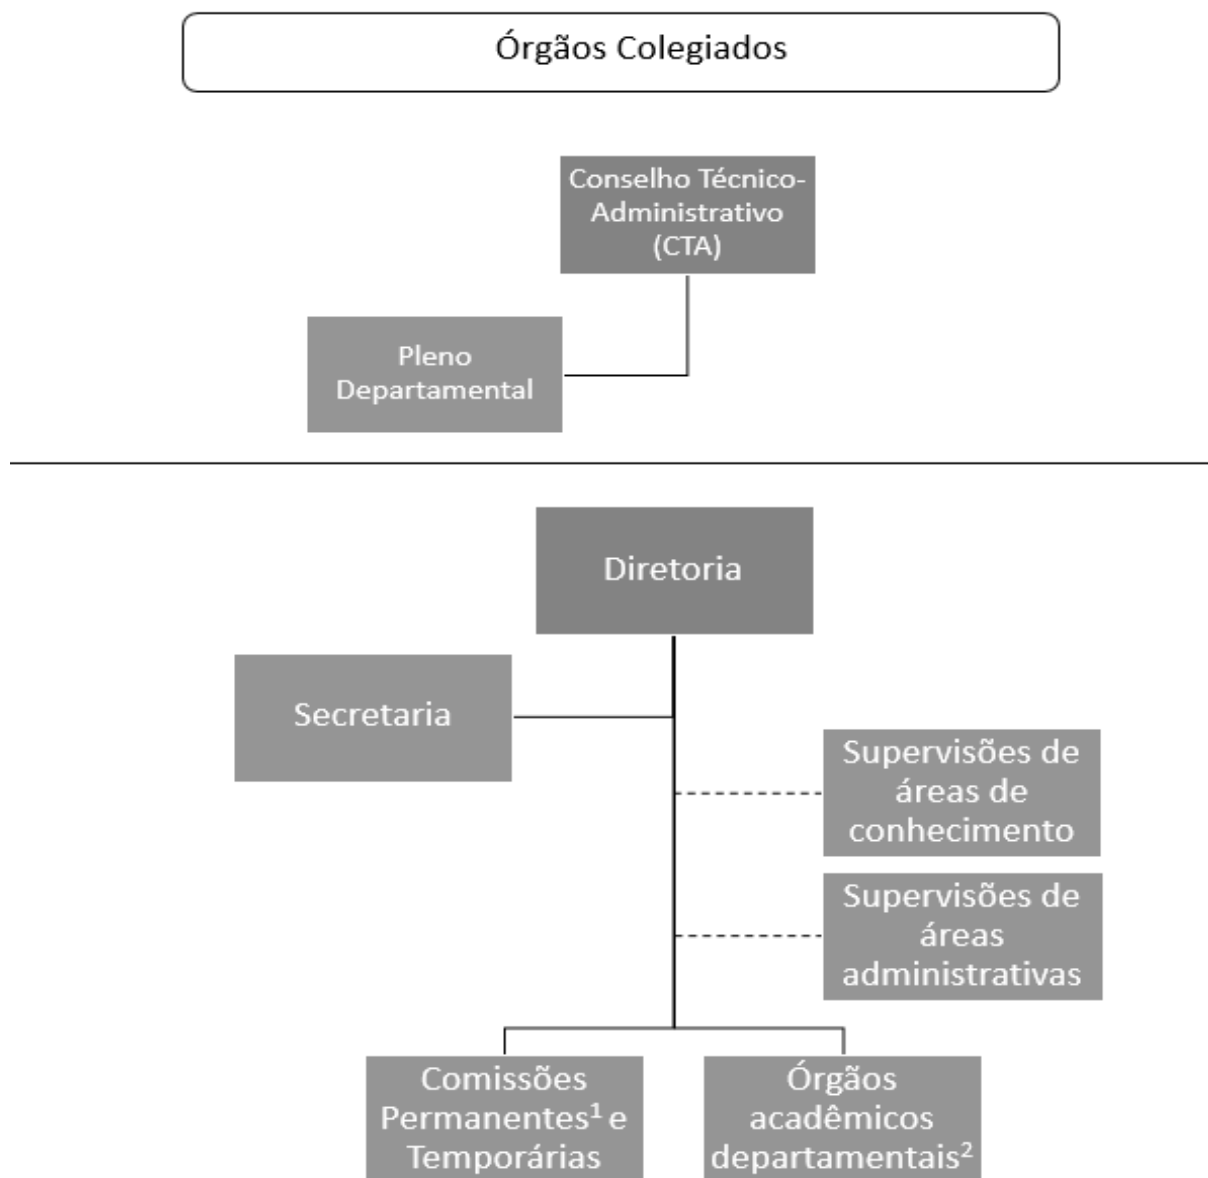 Órgãos Colegiados
Conselho Técnico-
Administrativo
(CTA)
Pleno
Departamental
Diretoria
Secretaria
Supervisões de
áreas de
conhecimento
Supervisões de
áreas
administrativas
Comissões
Permanentes¹ e
Temporárias
Órgãos
acadêmicos
departamentais²